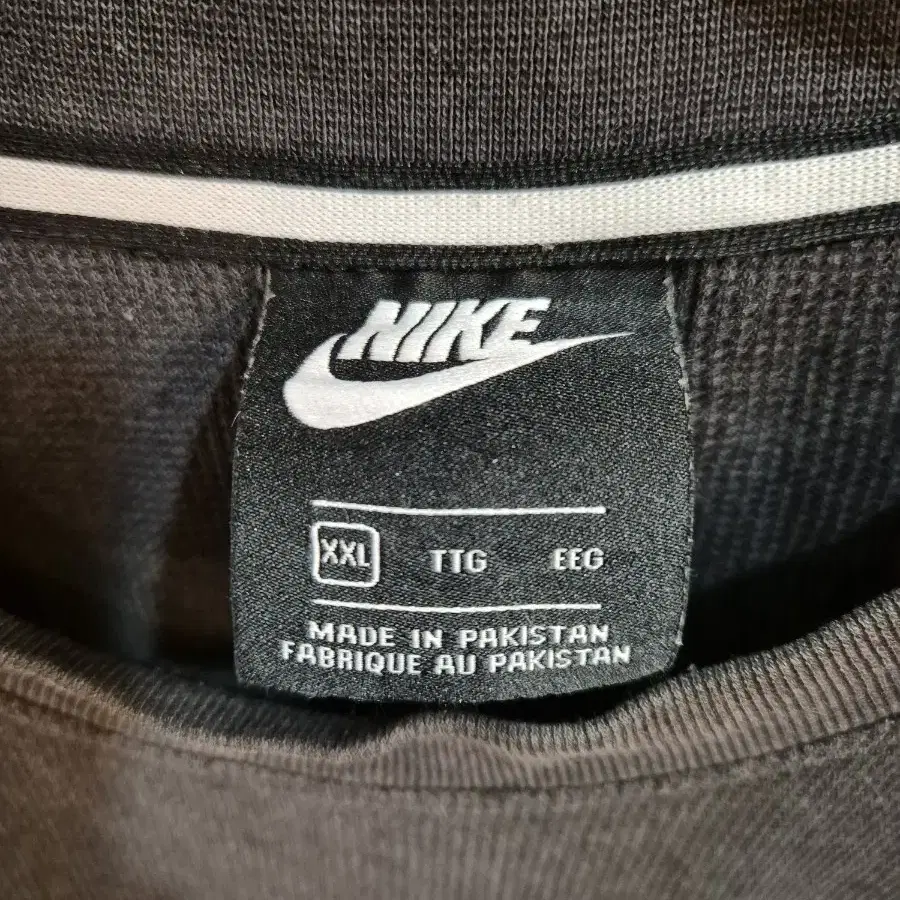 NIKE
XXL TTG EEG
MADE IN PAKISTAN
FABRIQUE AU PAKISTAN